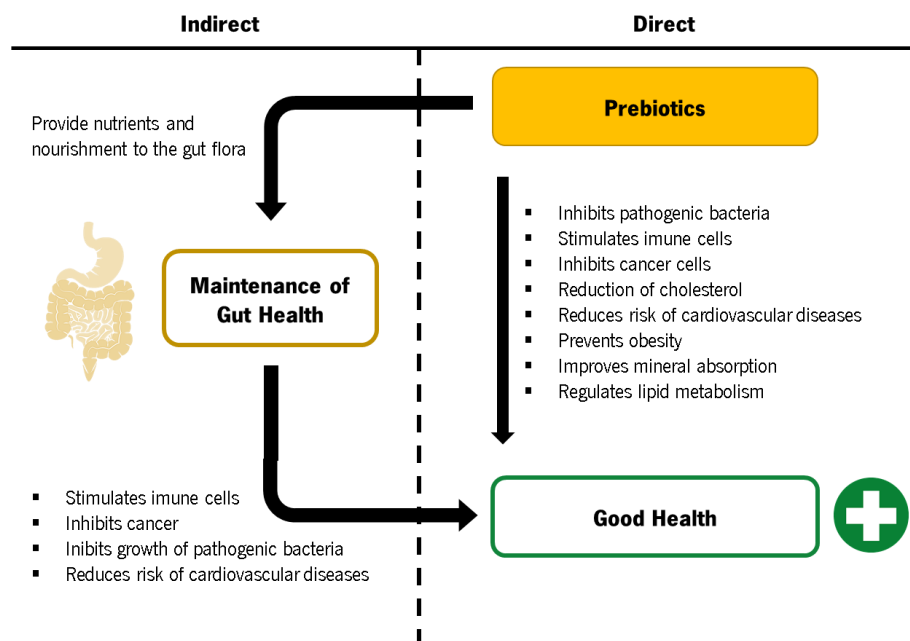 Indirect
Direct
Prebiotics
Provide nutrients and
nourishment to the gut flora
▪ Inhibits pathogenic bacteria
▪ Stimulates imune cells
▪ Inhibits cancer cells
▪ Reduction of cholesterol
▪ Reduces risk of cardiovascular diseases
▪ Prevents obesity
▪ Improves mineral absorption
▪ Regulates lipid metabolism
Maintenance of
Gut Health
▪ Stimulates imune cells
▪ Inhibits cancer
▪ Inibits growth of pathogenic bacteria
▪ Reduces risk of cardiovascular diseases
Good Health